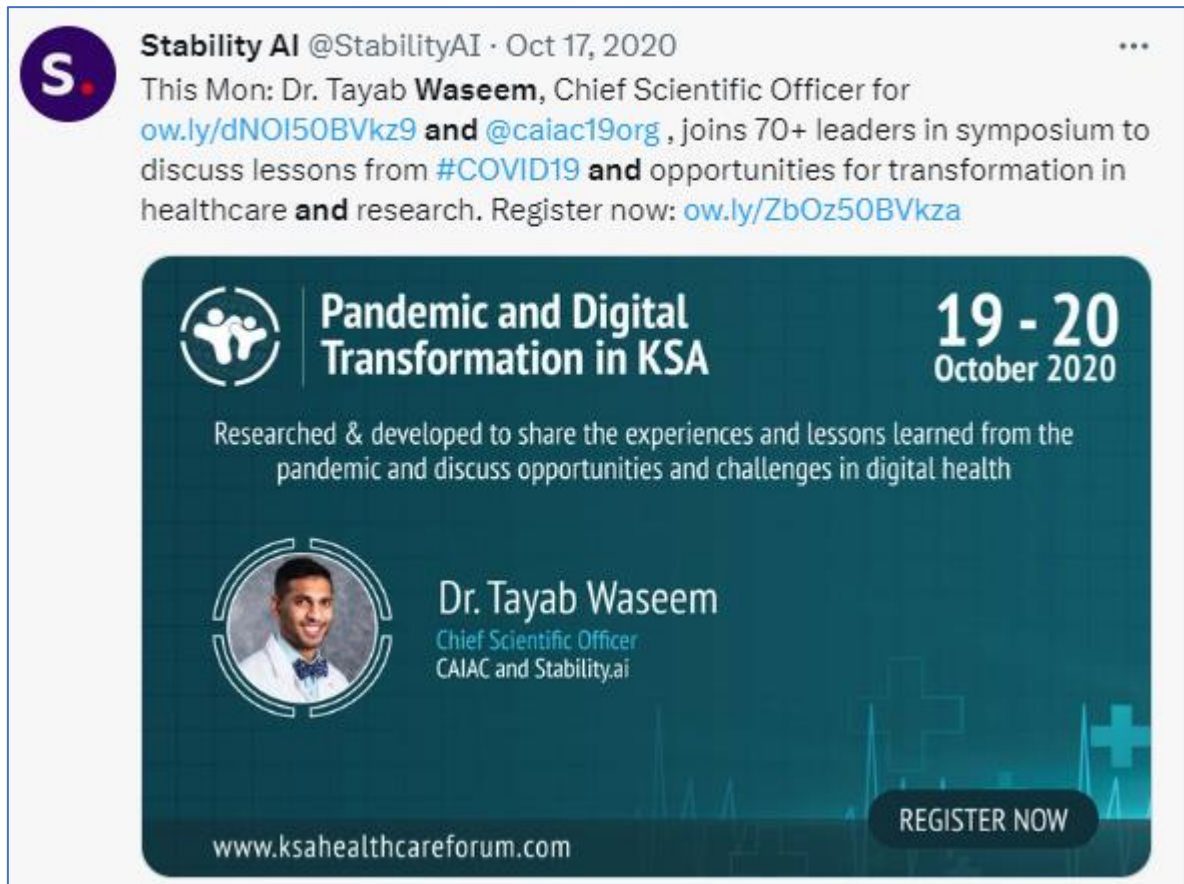 S.
Stability AI @StabilityAI · Oct 17, 2020
This Mon: Dr. Tayab Waseem, Chief Scientific Officer for
ow.ly/dNOI50BVkz9 and @caiac19org , joins 70+ leaders in symposium to
discuss lessons from #COVID19 and opportunities for transformation in
healthcare and research. Register now: ow.ly/ZbOz50BVkza
Pandemic and Digital
Transformation in KSA
19 - 20
October 2020
Researched & developed to share the experiences and lessons learned from the
pandemic and discuss opportunities and challenges in digital health
Dr. Tayab Waseem
Chief Scientific Officer
CAIAC and Stability.ai
REGISTER NOW
www.ksahealthcareforum.com